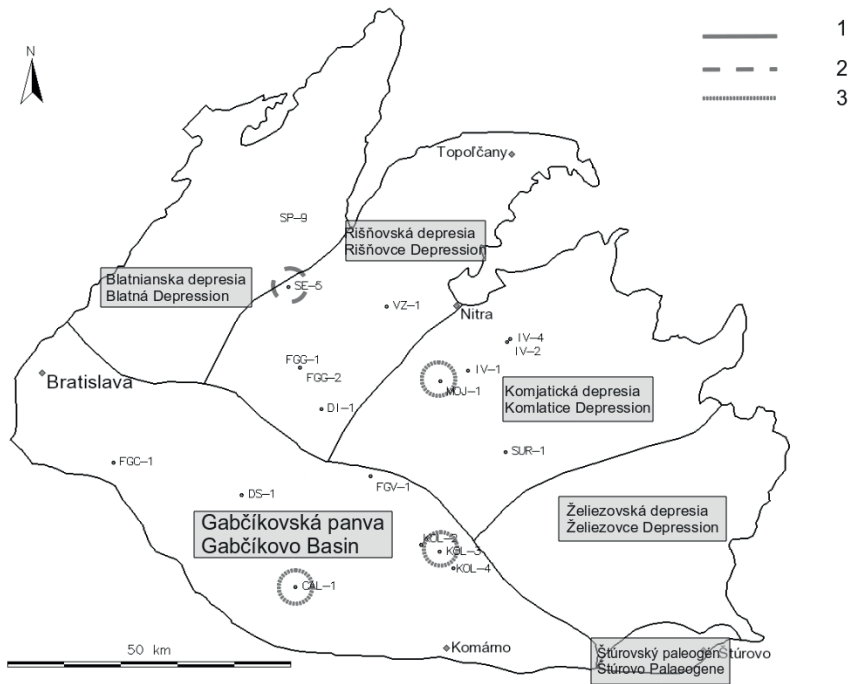 1
N
2
3
Topoľčany
SP–9
Rišňovská depresia
Rišňovce Depression
Blatnianska depresia
Blatná Depression
SE–5
VZ–1
Nitra
IV–4
IV–2
FGG–1
FGG–2
IV–1
Bratislava
MOJ–1
Komjatická depresia
Komlatice Depression
DI–1
SUR–1
FGČ–1
FGV–1
DS–1
Želiezovská depresia
Želiezovce Depression
Gabčíkovská panva
Gabčíkovo Basin
KOL–2
KOL–3
KOL–4
CAL–1
50 km
Komárno
Štúrovský paleogén
Štúrovo
Štúrovo Palaeogene